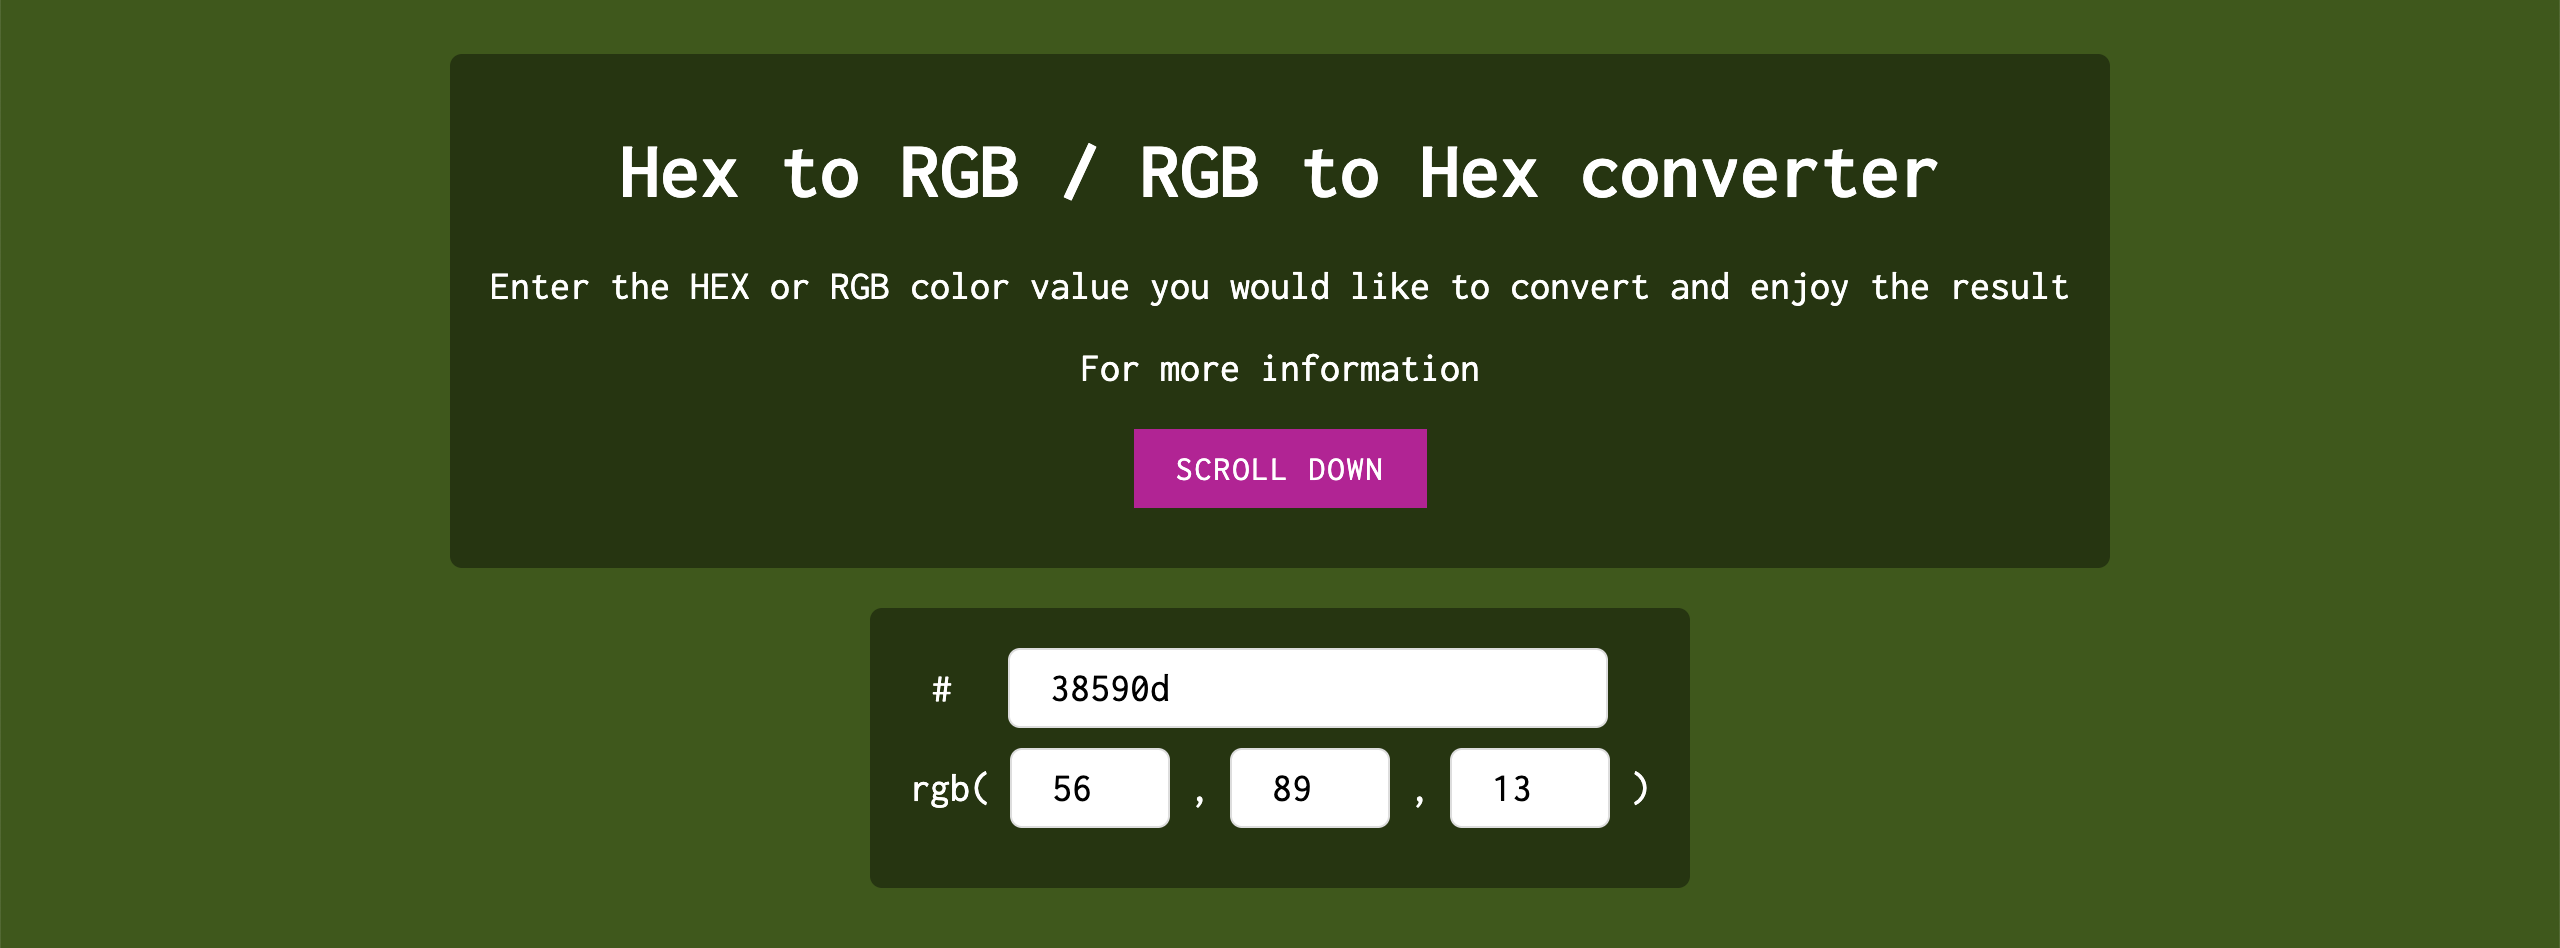 Hex to RGB / RGB to Hex converter
Enter the HEX or RGB color value you would like to convert and enjoy the result
For more information
SCROLL DOWN
# 38590d
rgb( 56 , 89 , 13 )